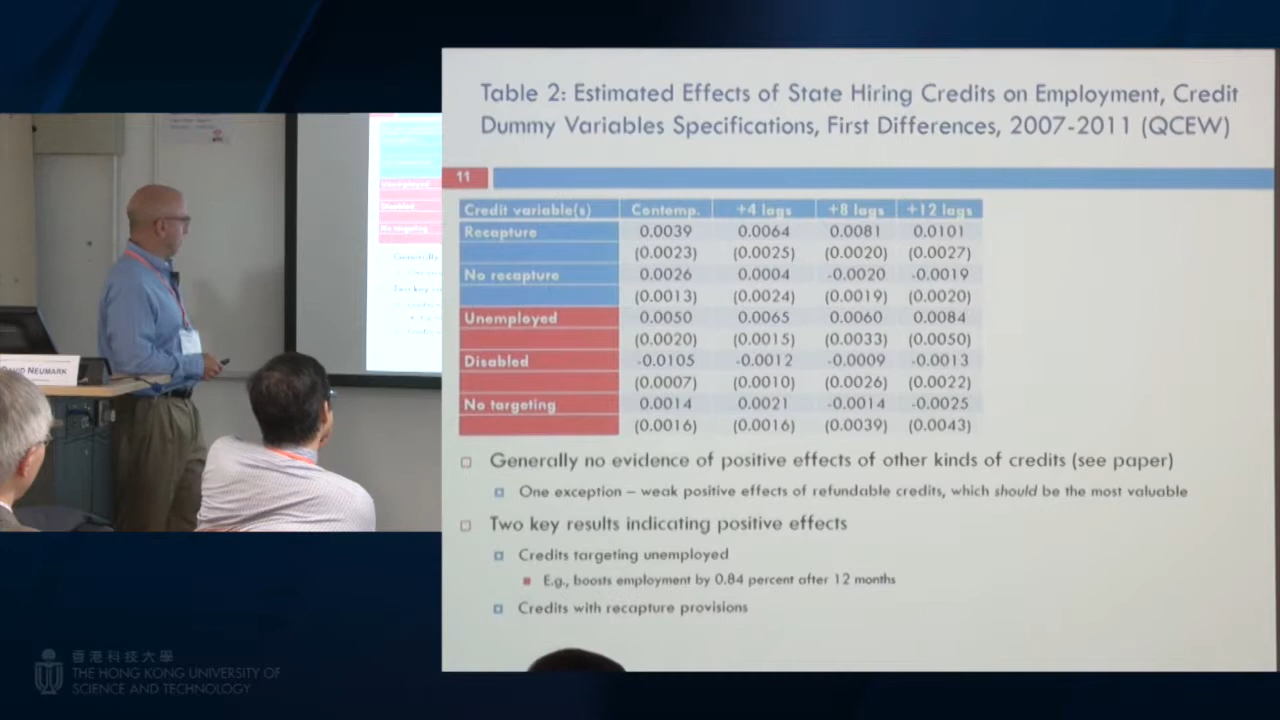 Table 2: Estimated Effects of State Hiring Credits on Employment, Credit
Dummy Variables Specifications, First Differences, 2007-2011 (QCEW)
11
Credit variable(s) Contemp. +4 lags +8 lags +12 lags
Recapture 0.0039 0.0064 0.0081 0.0101
(0.0023) (0.0025) (0.0020) (0.0027)
No recapture 0.0026 0.0004 -0.0020 -0.0019
(0.0013) (0.0024) (0.0019) (0.0020)
Unemployed 0.0050 0.0065 0.0060 0.0084
(0.0020) (0.0015) (0.0033) (0.0050)
Disabled -0.0105 -0.0012 -0.0009 -0.0013
(0.0007) (0.0010) (0.0026) (0.0022)
No targeting 0.0014 0.0021 -0.0014 -0.0025
(0.0016) (0.0016) (0.0039) (0.0043)
Generally no evidence of positive effects of other kinds of credits (see paper)
One exception – weak positive effects of refundable credits, which should be the most valuable
Two key results indicating positive effects
Credits targeting unemployed
E.g., boosts employment by 0.84 percent after 12 months
Credits with recapture provisions
Unemployed
Disabled
No targeting
Generally
Two key
DAVID NEUMARK
香港科技大學
THE HONG KONG UNIVERSITY OF
SCIENCE AND TECHNOLOGY